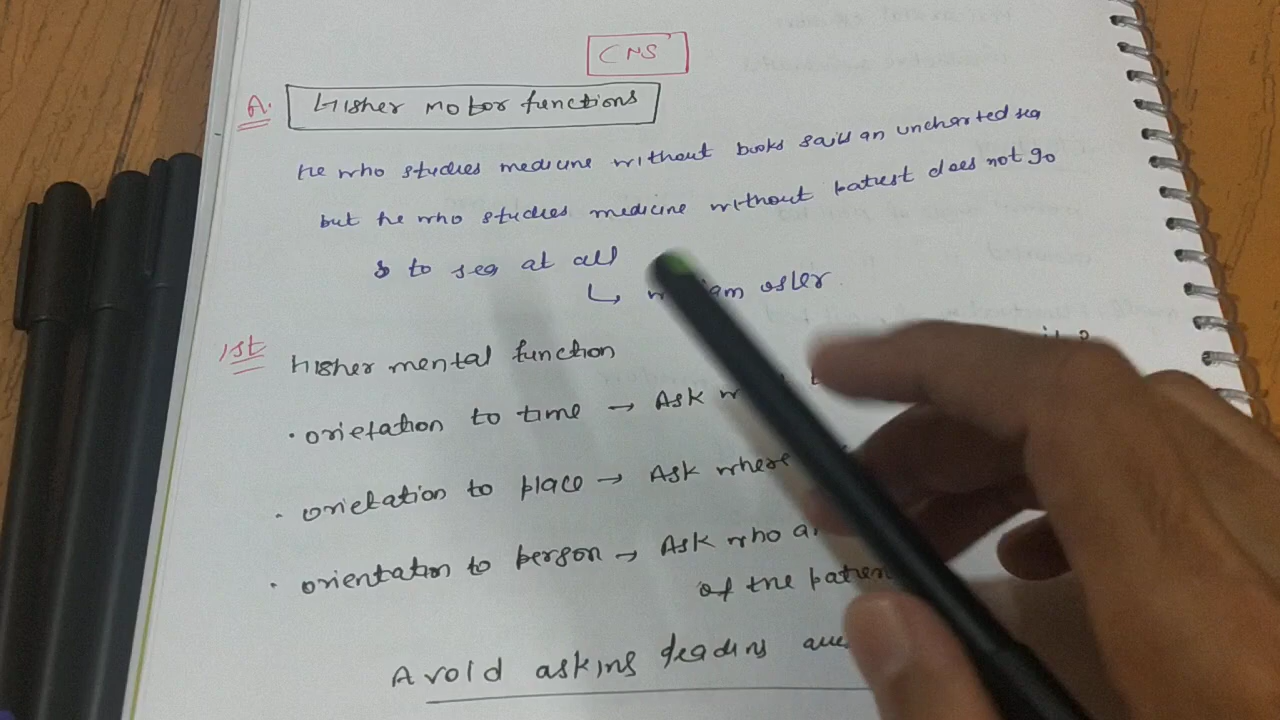 CNS
A. Higher Motor functions
He who studies medicine without books sails an uncharted sea
but he who studies medicine without patiest does not go
to sea at all
↳ osler
1st Higher mental function
• orietation to time → Ask
• orietation to place → Ask where
• orientation to person → Ask who
of the patien
Avoid asking leading